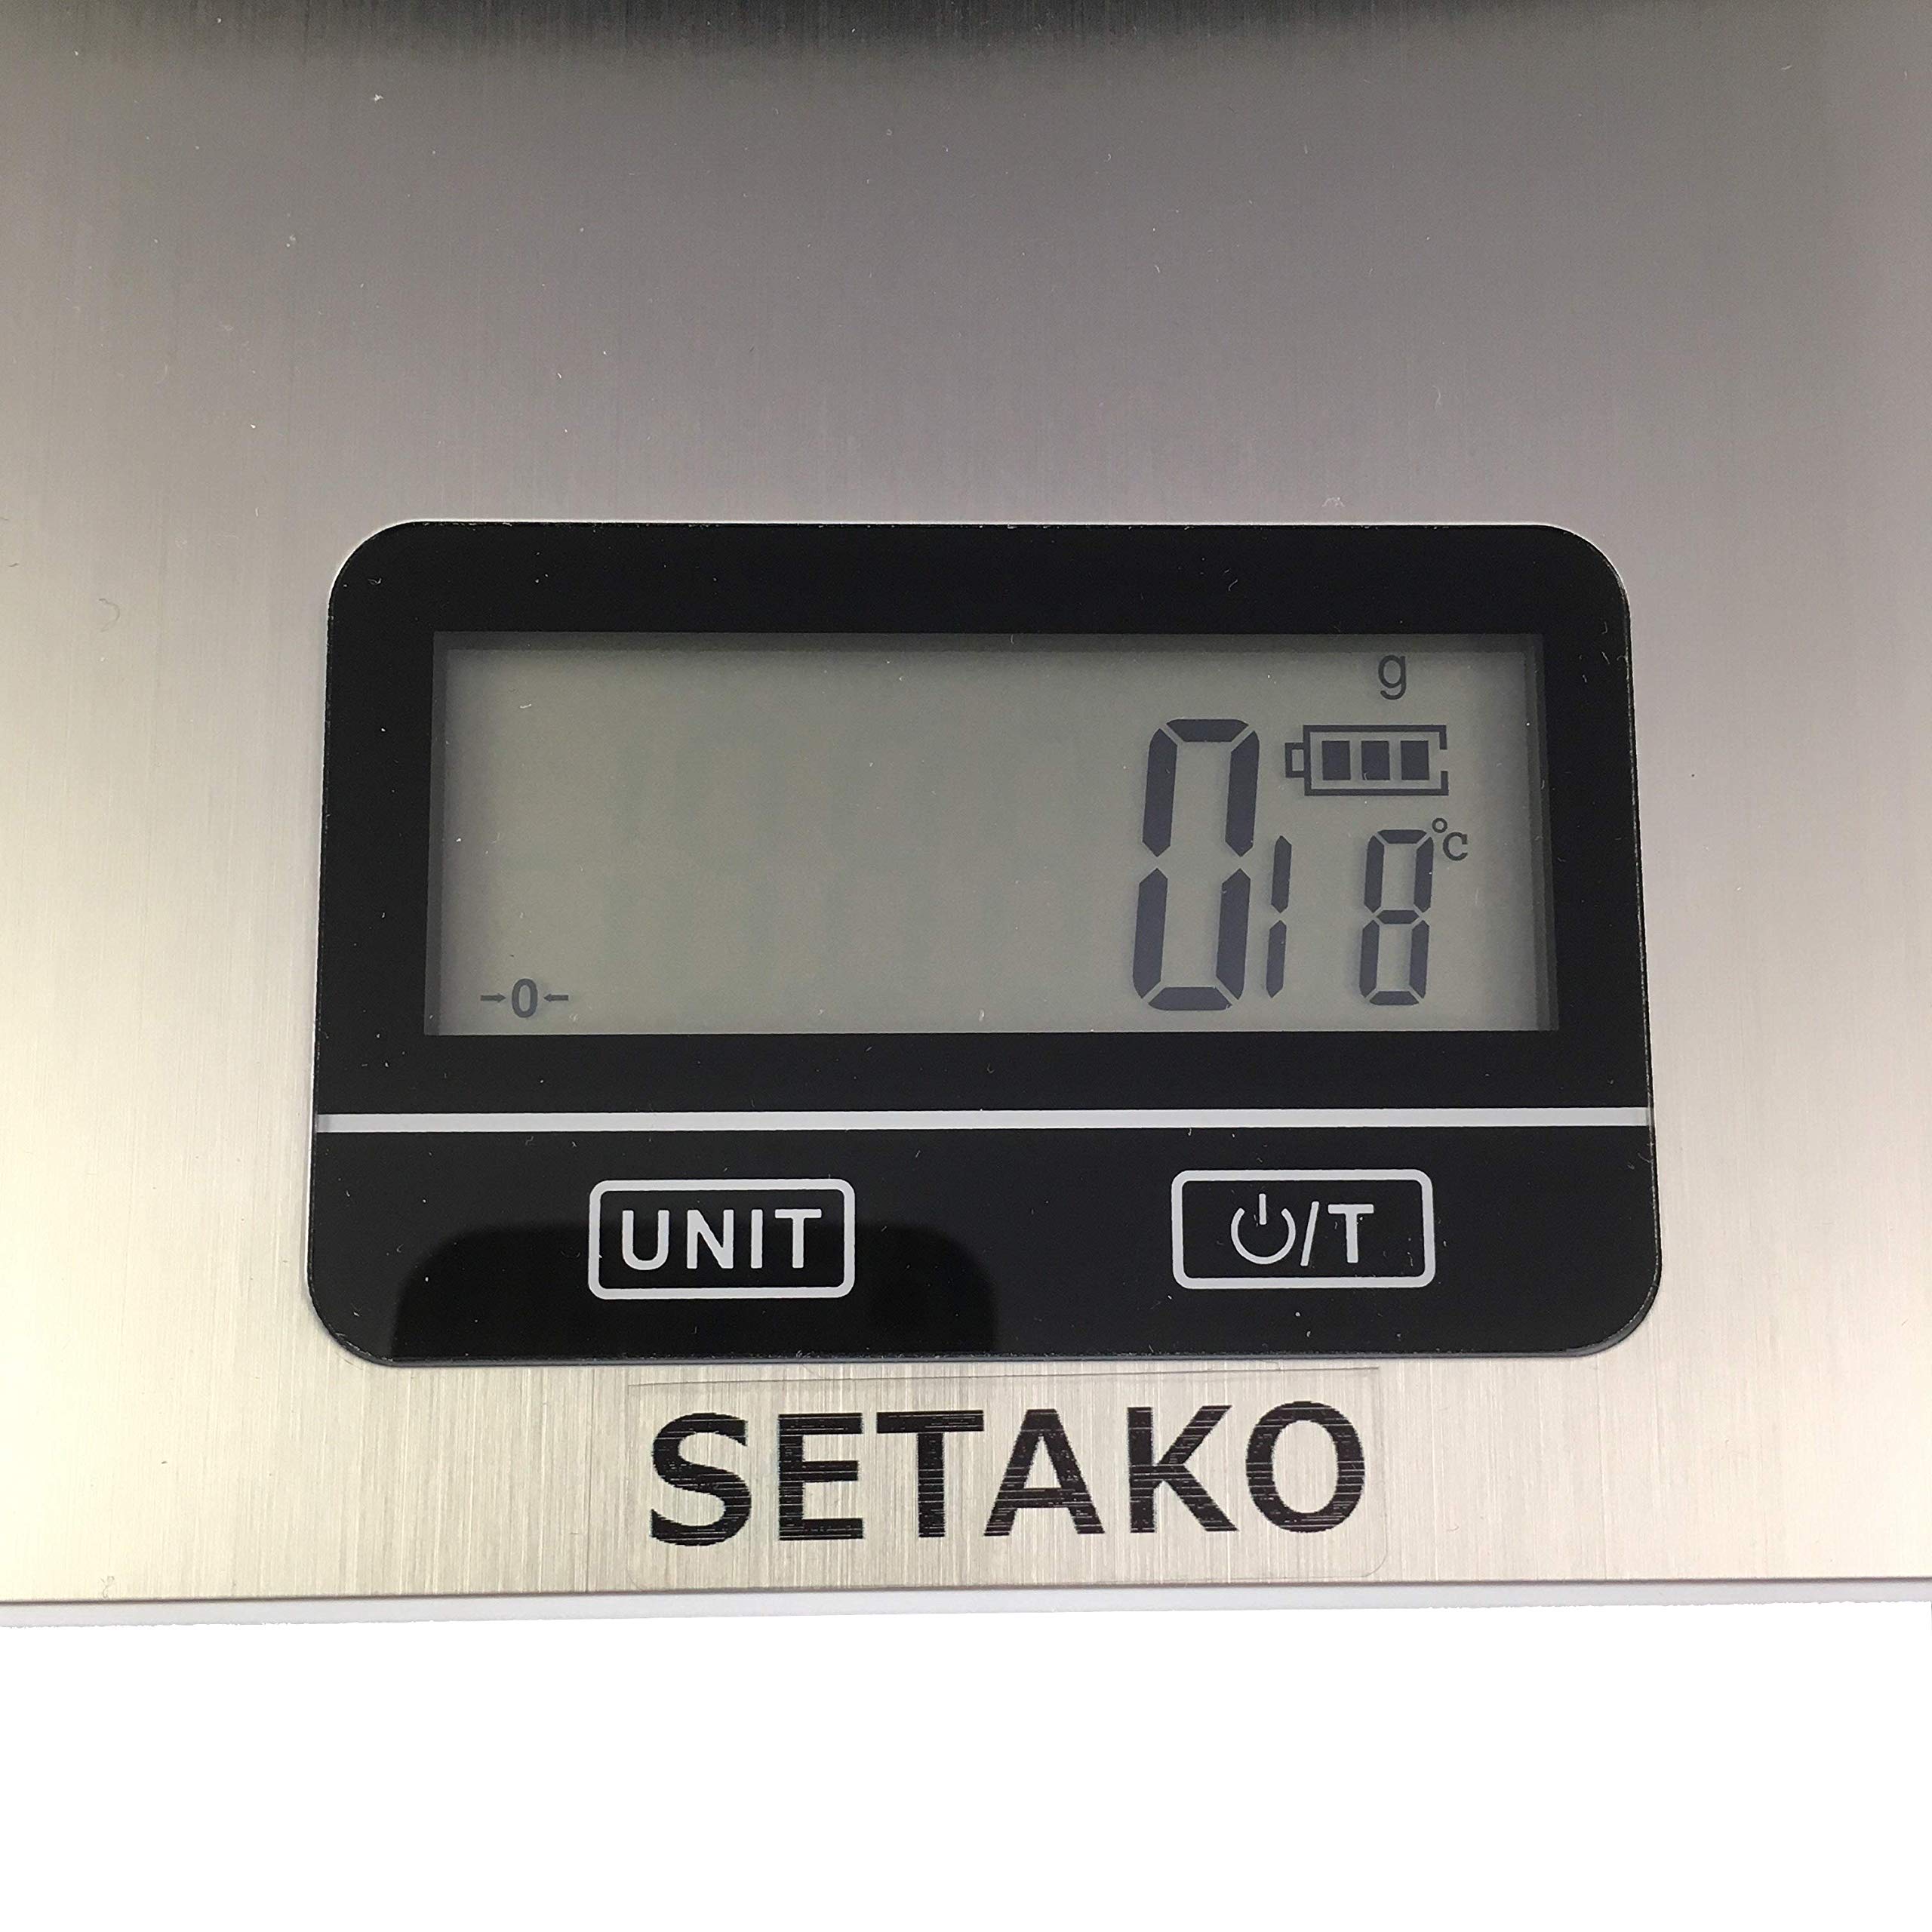 g
0
18 °C
→0←
UNIT ⏻/T
SETAKO